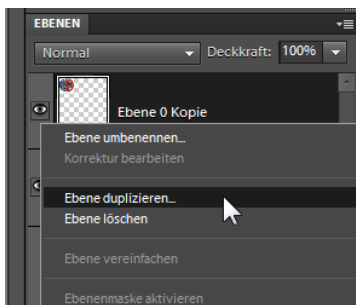 EBENEN
Normal Deckkraft: 100%
Ebene 0 Kopie
Ebene umbenennen...
Korrektur bearbeiten
Ebene duplizieren...
Ebene löschen
Ebene vereinfachen
Ebenenmaske aktivieren